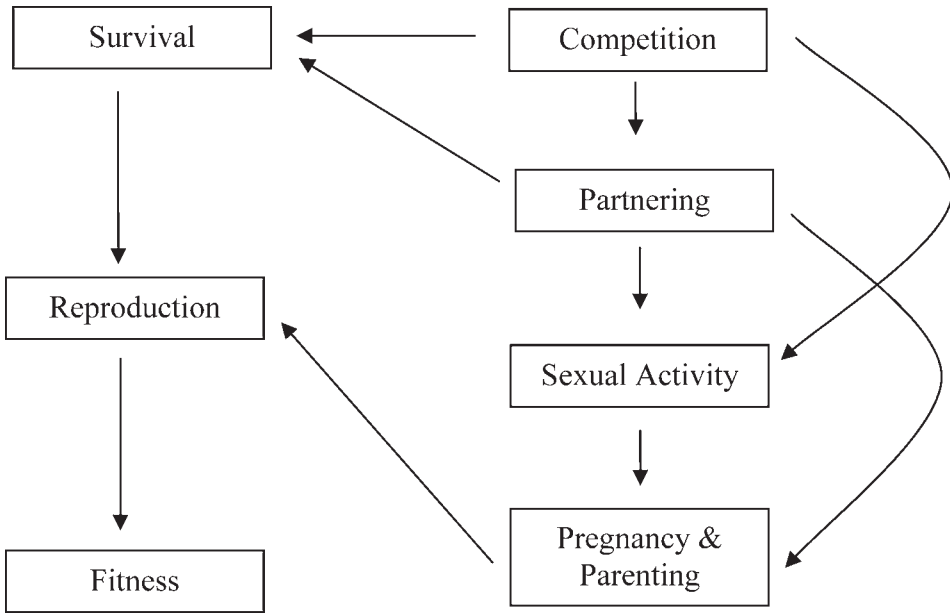 Survival
Competition
Partnering
Reproduction
Sexual Activity
Pregnancy &
Parenting
Fitness